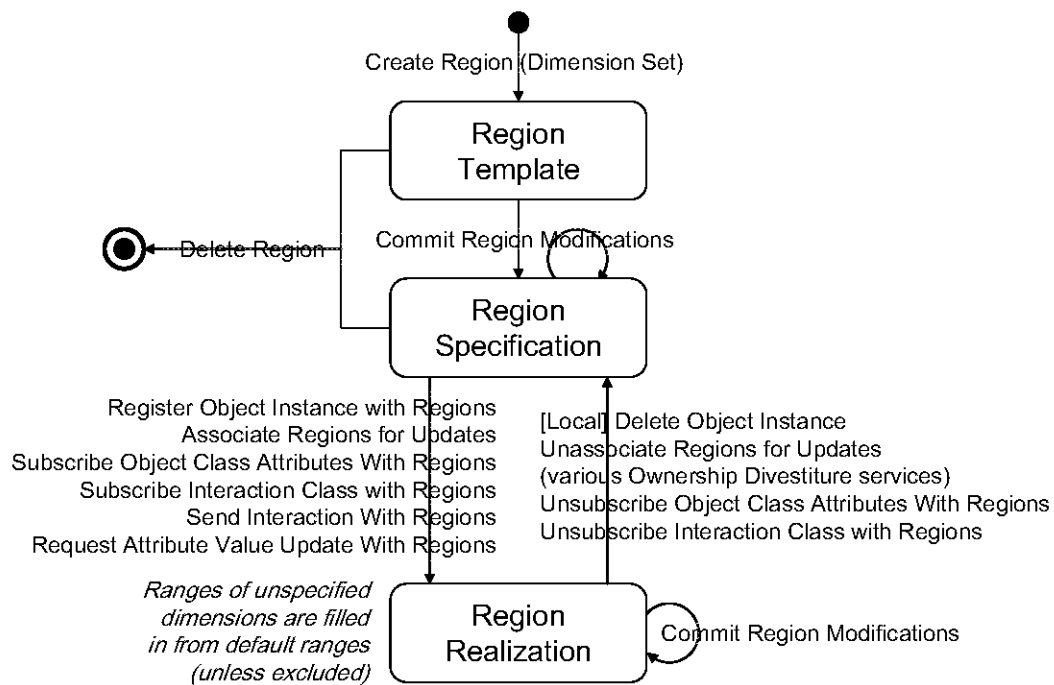 Create Region (Dimension Set)
Region
Template
Commit Region Modifications
Delete Region
Region
Specification
Register Object Instance with Regions
Associate Regions for Updates
Subscribe Object Class Attributes With Regions
Subscribe Interaction Class with Regions
Send Interaction With Regions
Request Attribute Value Update With Regions
[Local] Delete Object Instance
Unassociate Regions for Updates
(various Ownership Divestiture services)
Unsubscribe Object Class Attributes With Regions
Unsubscribe Interaction Class with Regions
Ranges of unspecified
dimensions are filled
in from default ranges
(unless excluded)
Region
Realization
Commit Region Modifications